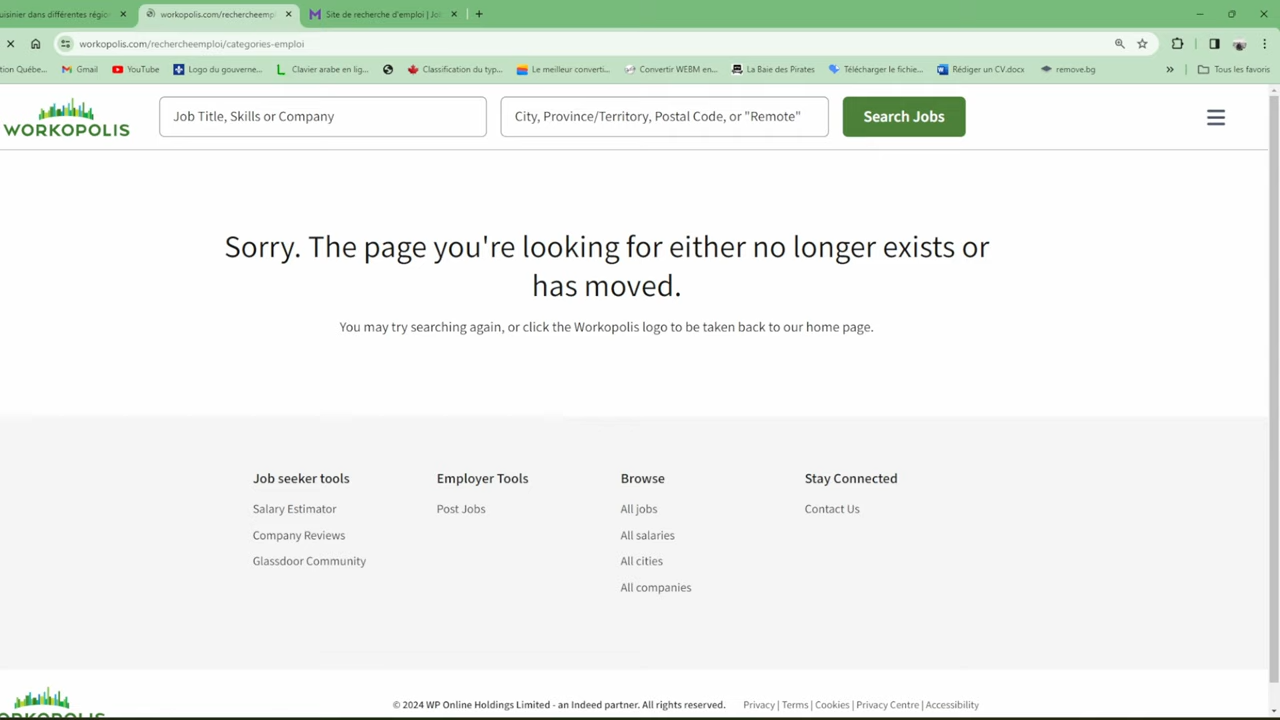 uisinier dans différentes région
workopolis.com/rechercheemp
Site de recherche d'emploi | Jo
workopolis.com/rechercheemploi/categories-emploi
tion Québe...
Gmail
YouTube
Logo du gouverne...
Clavier arabe en lig...
Classification du typ...
Le meilleur converti...
Convertir WEBM en...
La Baie des Pirates
Télécharger le fichie...
Rédiger un CV.docx
remove.bg
»
Tous les favoris
WORKOPOLIS
Job Title, Skills or Company
City, Province/Territory, Postal Code, or "Remote"
Search Jobs
Sorry. The page you're looking for either no longer exists or
has moved.
You may try searching again, or click the Workopolis logo to be taken back to our home page.
Job seeker tools
Salary Estimator
Company Reviews
Glassdoor Community
Employer Tools
Post Jobs
Browse
All jobs
All salaries
All cities
All companies
Stay Connected
Contact Us
WORKOPOLIS
© 2024 WP Online Holdings Limited - an Indeed partner. All rights reserved.
Privacy | Terms | Cookies | Privacy Centre | Accessibility